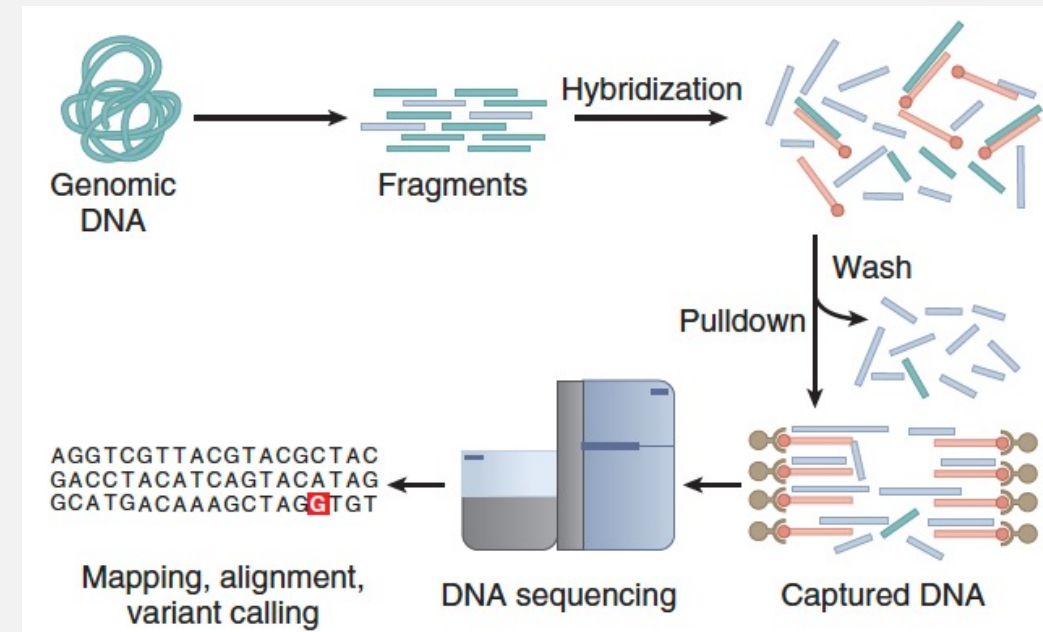 Genomic
DNA
Fragments
Hybridization
Wash
Pulldown
Captured DNA
DNA sequencing
AGGTCGTTACGTACGCTAC
GACCTACATCAGTACATAG
GCATGACAAAGCTAGGTGT
Mapping, alignment,
variant calling